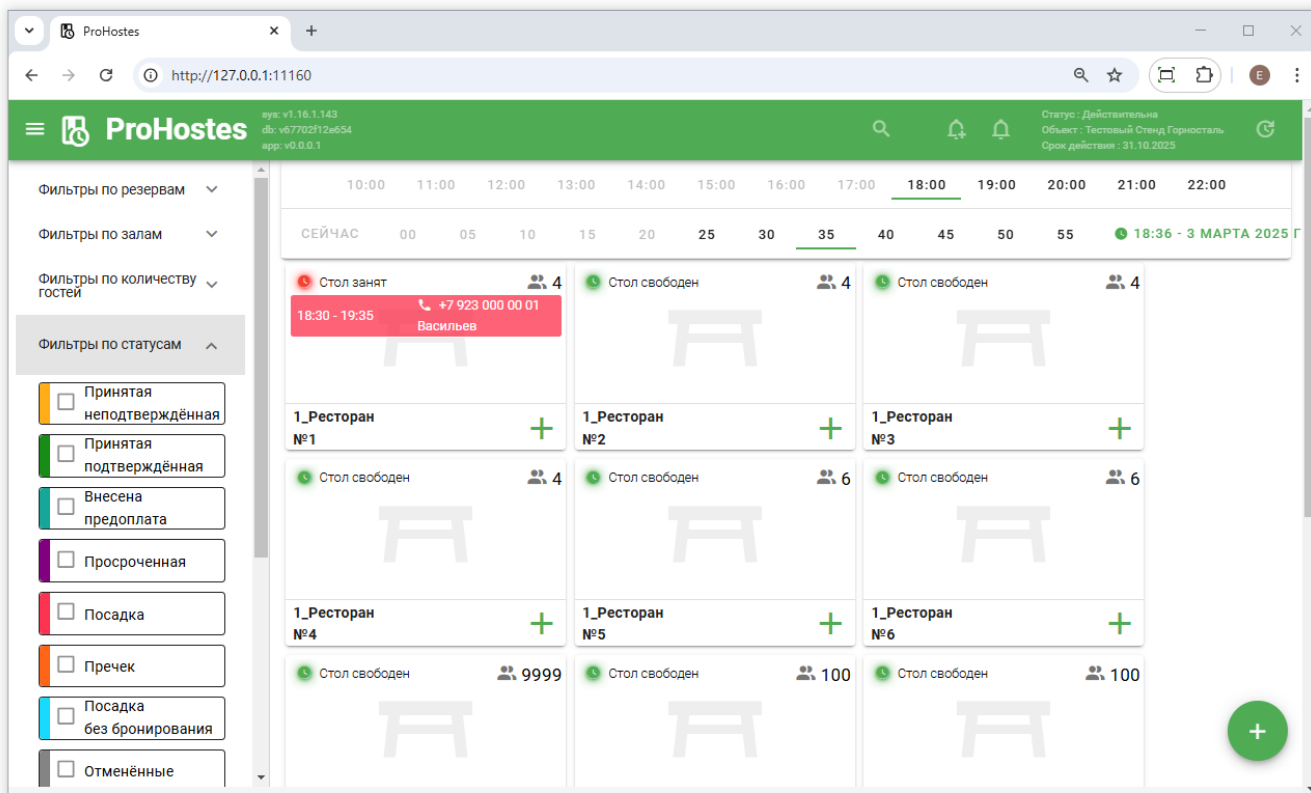 ProHostes
http://127.0.0.1:11160
E
ProHostes
sys: v1.16.1.143
db: v67702f12e654
app: v0.0.0.1
Статус : Действительна
Объект : Тестовый Стенд Горносталь
Срок действия : 31.10.2025
Фильтры по резервам
Фильтры по залам
Фильтры по количеству
гостей
Фильтры по статусам
Принятая
неподтверждённая
Принятая
подтверждённая
Внесена
предоплата
Просроченная
Посадка
Пречек
Посадка
без бронирования
Отменённые
10:00 11:00 12:00 13:00 14:00 15:00 16:00 17:00 18:00 19:00 20:00 21:00 22:00
СЕЙЧАС 00 05 10 15 20 25 30 35 40 45 50 55 18:36 - 3 МАРТА 2025 Г
Стол занят 4
18:30 - 19:35 +7 923 000 00 01
Васильев
1_Ресторан
№1
Стол свободен 4
1_Ресторан
№2
Стол свободен 4
1_Ресторан
№3
Стол свободен 4
1_Ресторан
№4
Стол свободен 6
1_Ресторан
№5
Стол свободен 6
1_Ресторан
№6
Стол свободен 9999
Стол свободен 100
Стол свободен 100